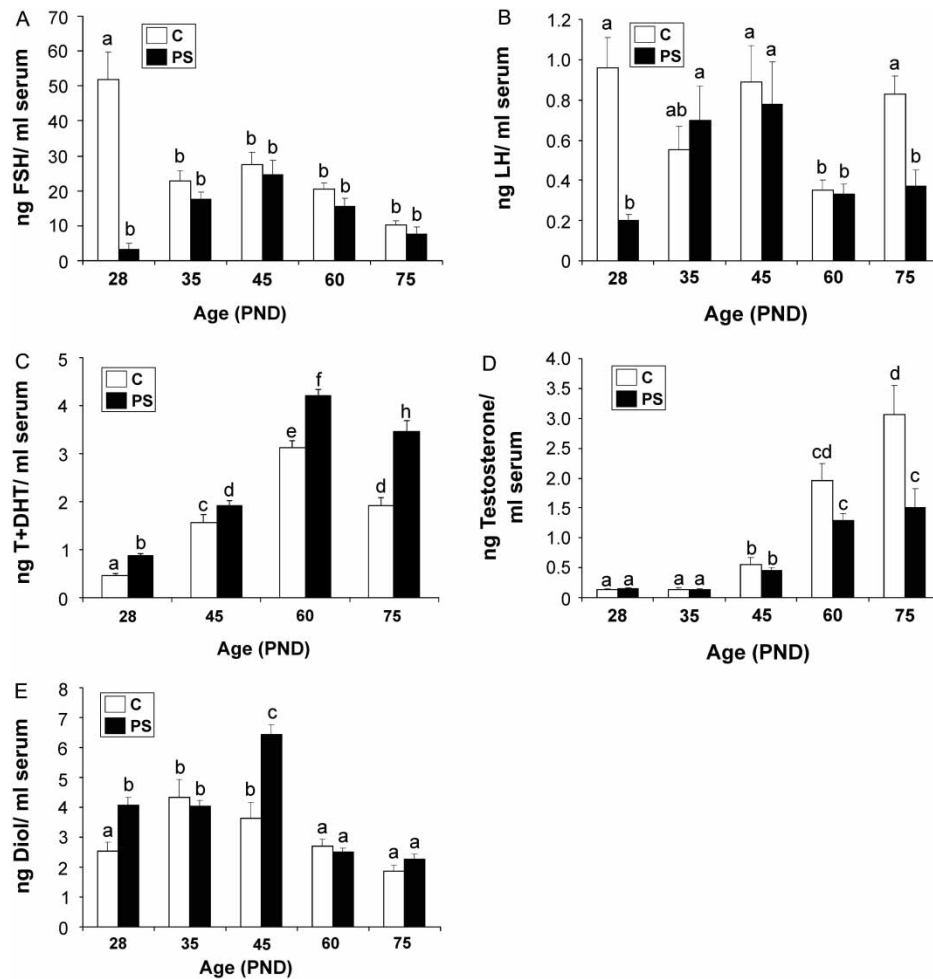 A
ng FSH/ ml serum
70
60
50
40
30
20
10
0
C
PS
a
b
b
b
b
b
b
b
b
b
28 35 45 60 75
Age (PND)
B
ng LH/ ml serum
1.2
1.0
0.8
0.6
0.4
0.2
0
C
PS
a
b
ab
a
a
a
b
b
a
b
28 35 45 60 75
Age (PND)
C
ng T+DHT/ ml serum
5
4
3
2
1
0
C
PS
a
b
c
d
e
f
d
h
28 45 60 75
Age (PND)
D
ng Testosterone/
ml serum
4.0
3.5
3.0
2.5
2.0
1.5
1.0
0.5
0
C
PS
a
a
a
a
b
b
cd
c
d
c
28 35 45 60 75
Age (PND)
E
ng Diol/ ml serum
8
7
6
5
4
3
2
1
0
C
PS
a
b
b
b
b
c
a
a
a
a
28 35 45 60 75
Age (PND)